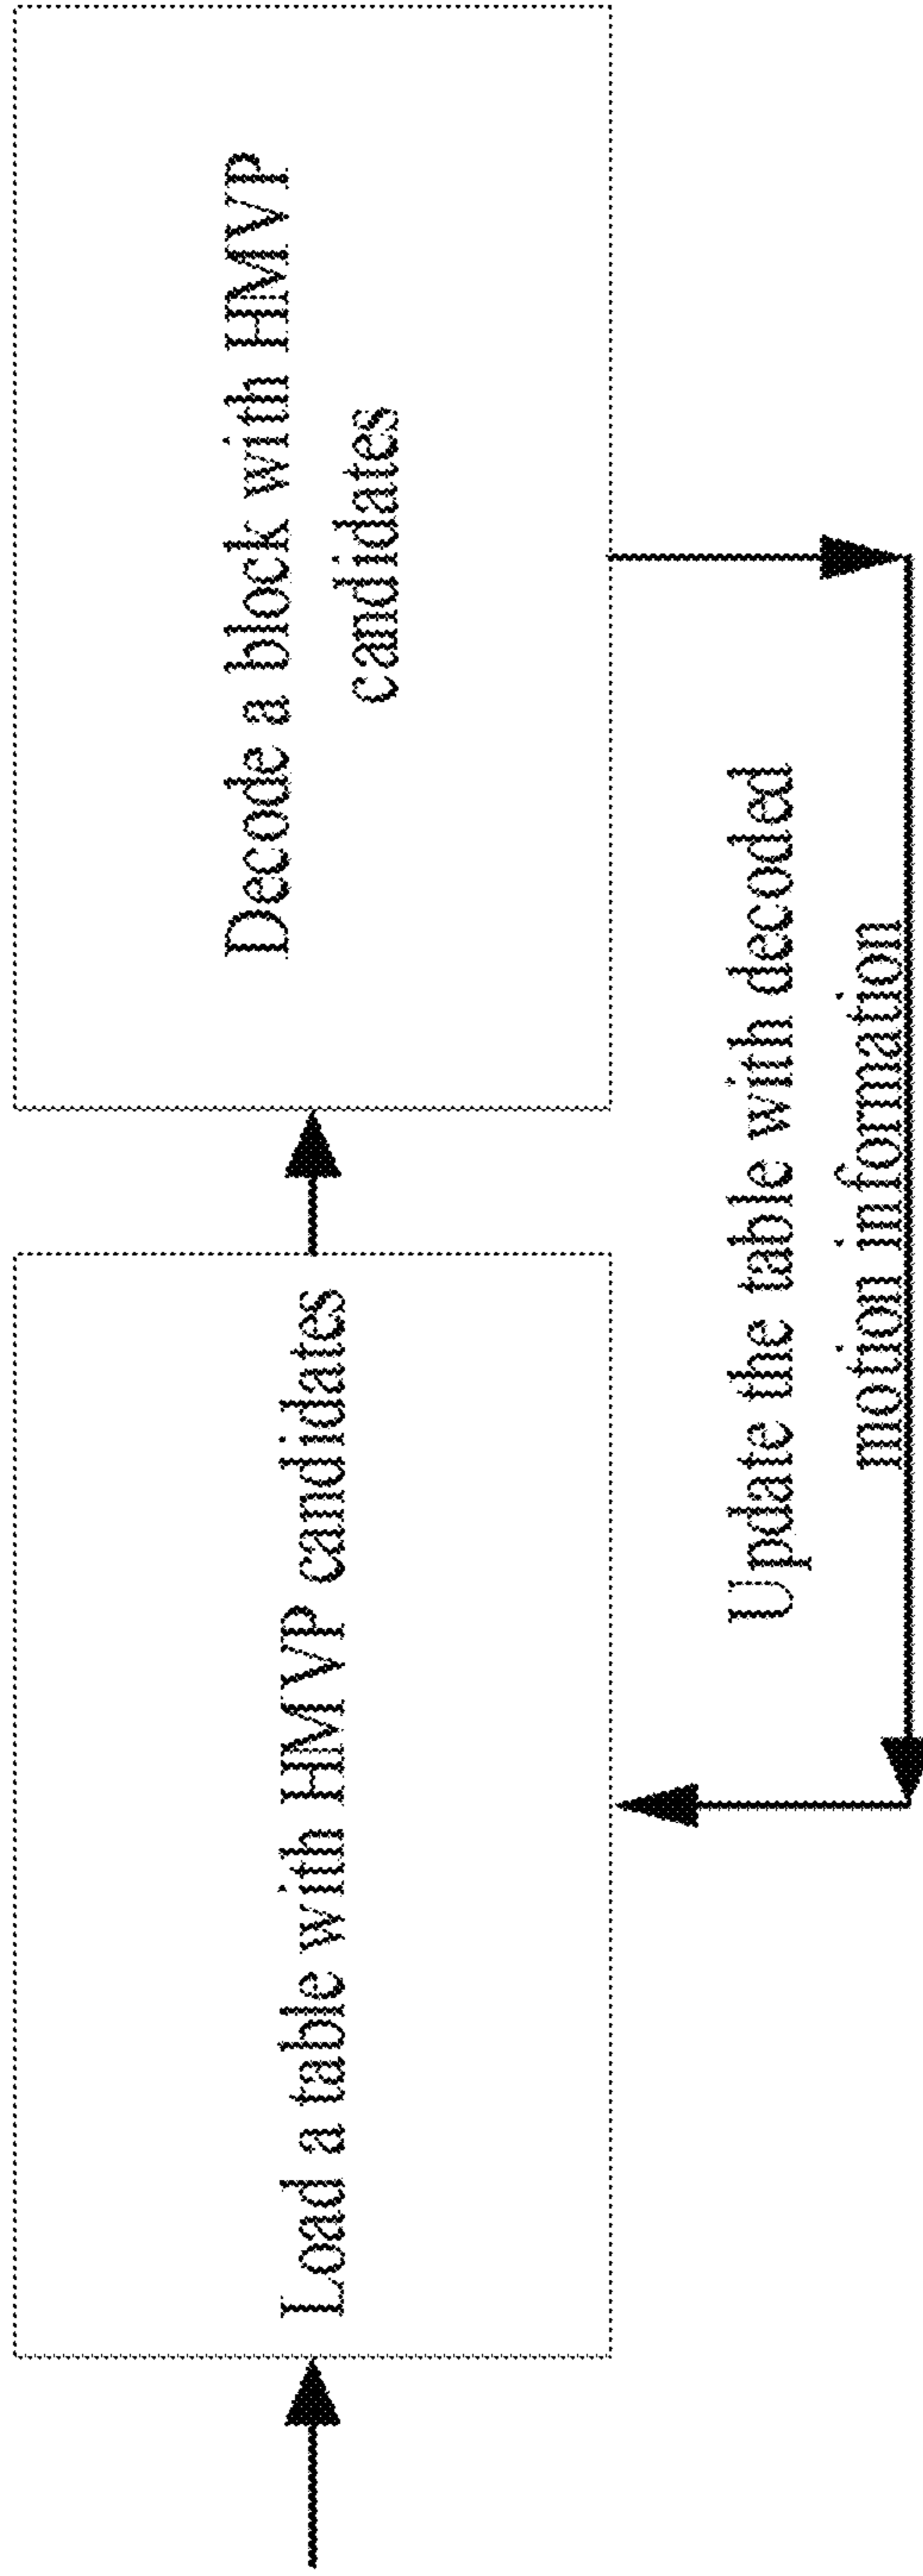 Load a table with HMVP candidates
Decode a block with HMVP
candidates
Update the table with decoded
motion information